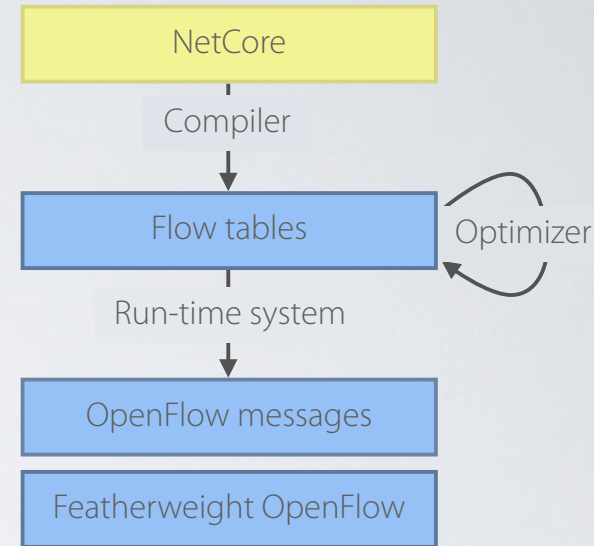 NetCore
Compiler
Flow tables
Optimizer
Run-time system
OpenFlow messages
Featherweight OpenFlow